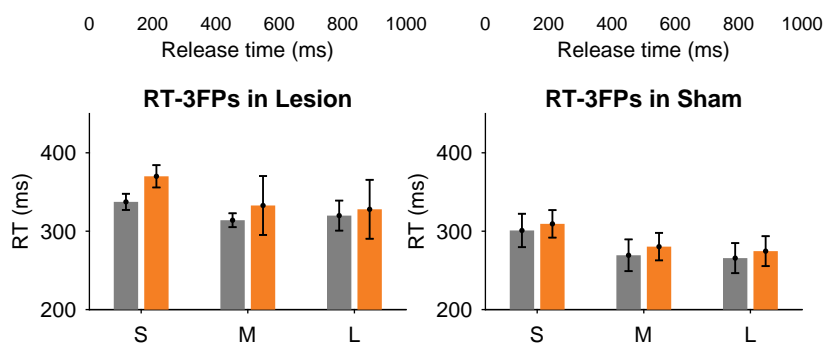 0 200 400 600 800 1000
Release time (ms)
0 200 400 600 800 1000
Release time (ms)
RT-3FPs in Lesion
400
300
200
RT (ms)
S M L
RT-3FPs in Sham
400
300
200
RT (ms)
S M L